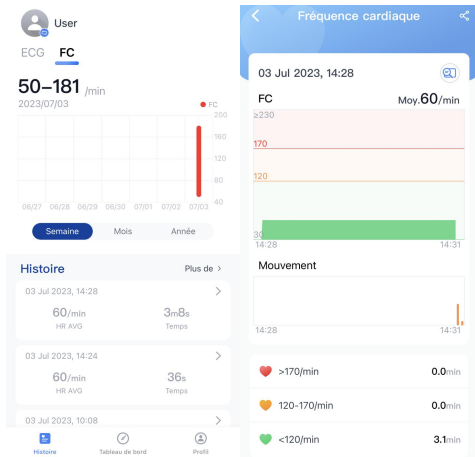 User
ECG FC
50–181 /min
2023/07/03
FC
200
160
120
80
40
06/27 06/28 06/29 06/30 07/01 07/02 07/03
Semaine Mois Année
Histoire Plus de >
03 Jul 2023, 14:28
60/min 3m8s
HR AVG Temps
03 Jul 2023, 14:24
60/min 36s
HR AVG Temps
03 Jul 2023, 10:08
Histoire Tableau de bord Profil
Fréquence cardiaque
03 Jul 2023, 14:28
FC Moy.60/min
≥230
170
120
30
14:28 14:31
Mouvement
14:28 14:31
>170/min 0.0min
120-170/min 0.0min
<120/min 3.1min